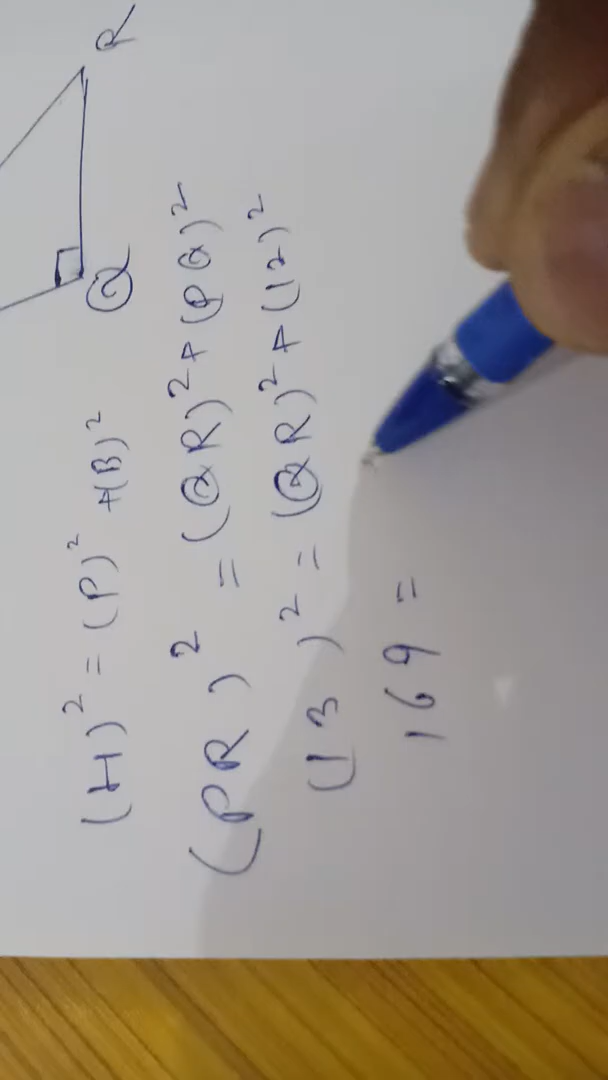 R
Q
(H)² = (P)² + (B)²
(PR)² = (QR)² + (PQ)²
(13)² = (QR)² + (12)²
169 =